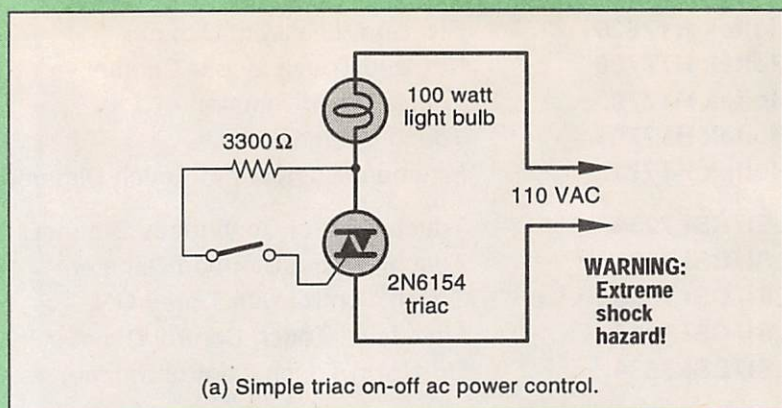 100 watt
light bulb
3300 Ω
110 VAC
2N6154
triac
WARNING:
Extreme
shock
hazard!
(a) Simple triac on-off ac power control.